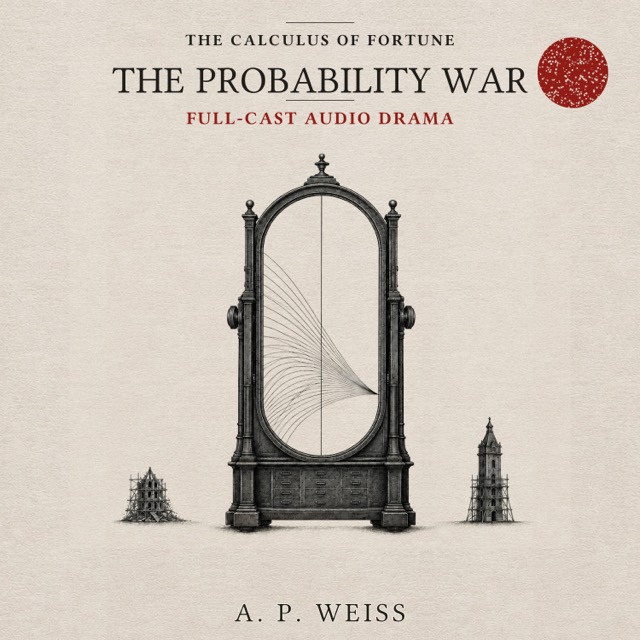 THE CALCULUS OF FORTUNE
THE PROBABILITY WAR
FULL-CAST AUDIO DRAMA
A. P. WEISS